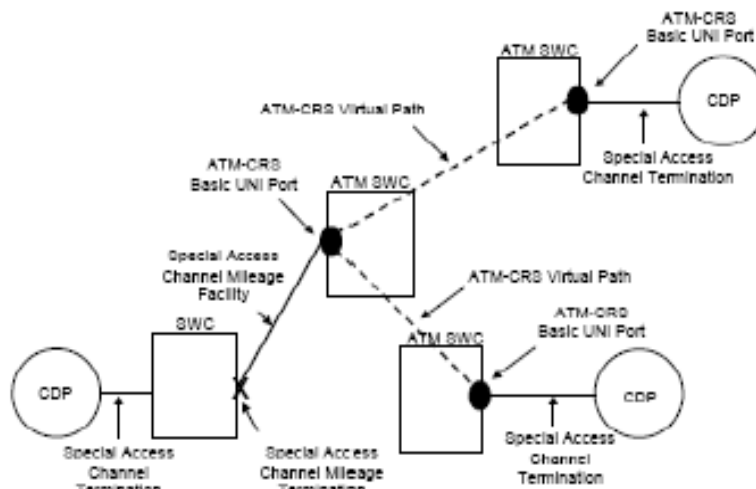 ATM-CRS
Basic UNI Port
ATM SWC
CDP
ATM-CRS Virtual Path
Special Access
Channel Termination
ATM-CRS
Basic UNI Port
ATM SWC
Special Access
Channel Mileage
Facility
ATM-CRS Virtual Path
SWC
ATM SWC
ATM-CRS
Basic UNI Port
CDP
CDP
Special Access
Channel
Termination
Special Access
Channel Mileage
Termination
Special Access
Channel
Termination